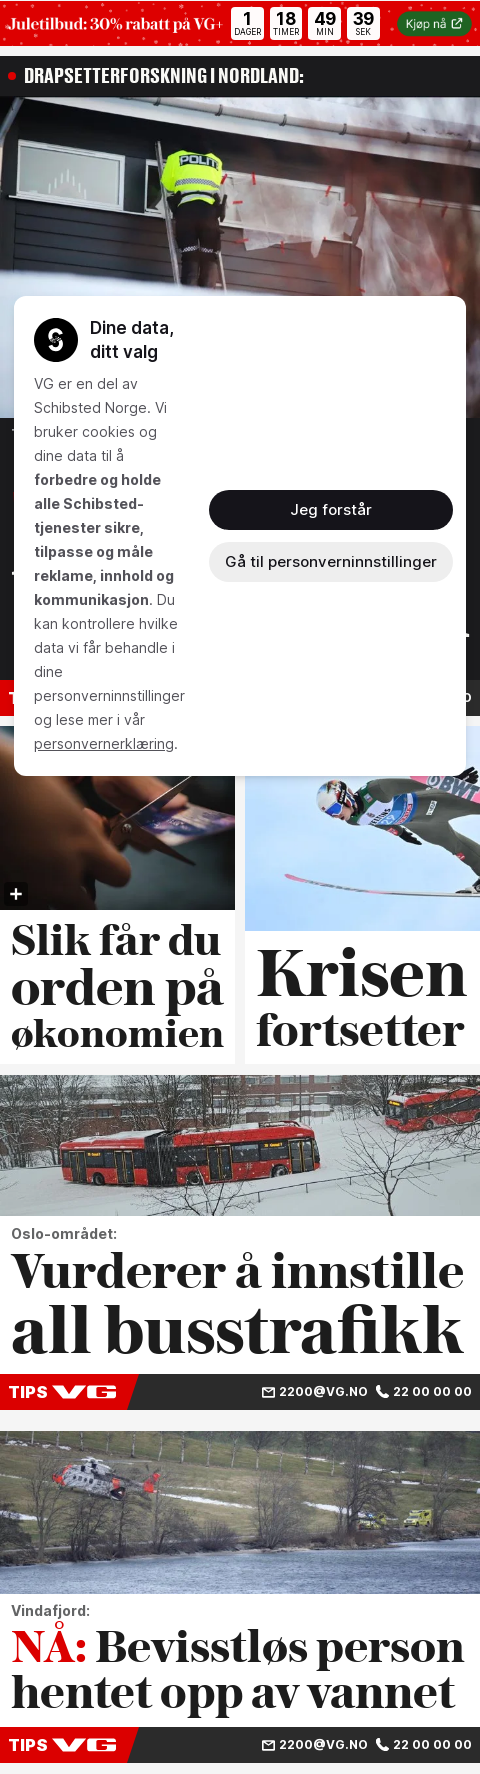 Juletilbud: 30% rabatt på VG+
1 18 49 39
DAGER TIMER MIN SEK
Kjøp nå
DRAPSETTERFORSKNING I NORDLAND:
POLITI
Dine data,
ditt valg
VG er en del av
Schibsted Norge. Vi
bruker cookies og
dine data til å
forbedre og holde
alle Schibsted-
tjenester sikre,
tilpasse og måle
reklame, innhold og
kommunikasjon. Du
kan kontrollere hvilke
data vi får behandle i
dine
personverninnstillinger
og lese mer i vår
personvernerklæring.
Jeg forstår
Gå til personverninnstillinger
BWT
Slik får du
orden på
økonomien
Krisen
fortsetter
Oslo-området:
Vurderer å innstille
all busstrafikk
TIPS VG 2200@VG.NO 22 00 00 00
Vindafjord:
NÅ: Bevisstløs person
hentet opp av vannet
TIPS VG 2200@VG.NO 22 00 00 00